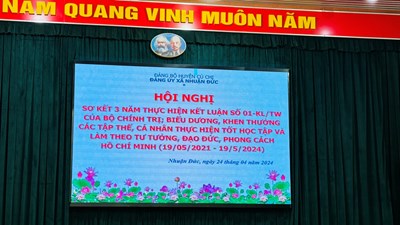 NAM QUANG VINH MUÔN NĂM
ĐẢNG BỘ HUYỆN CỦ CHI
ĐẢNG ỦY XÃ NHUẬN ĐỨC
HỘI NGHỊ
SƠ KẾT 3 NĂM THỰC HIỆN KẾT LUẬN SỐ 01-KL/TW
CỦA BỘ CHÍNH TRỊ; BIỂU DƯƠNG, KHEN THƯỞNG
CÁC TẬP THỂ, CÁ NHÂN THỰC HIỆN TỐT HỌC TẬP VÀ
LÀM THEO TƯ TƯỞNG, ĐẠO ĐỨC, PHONG CÁCH
HỒ CHÍ MINH (19/05/2021 - 19/5/2024)
Nhuận Đức, ngày 24 tháng 04 năm 2024